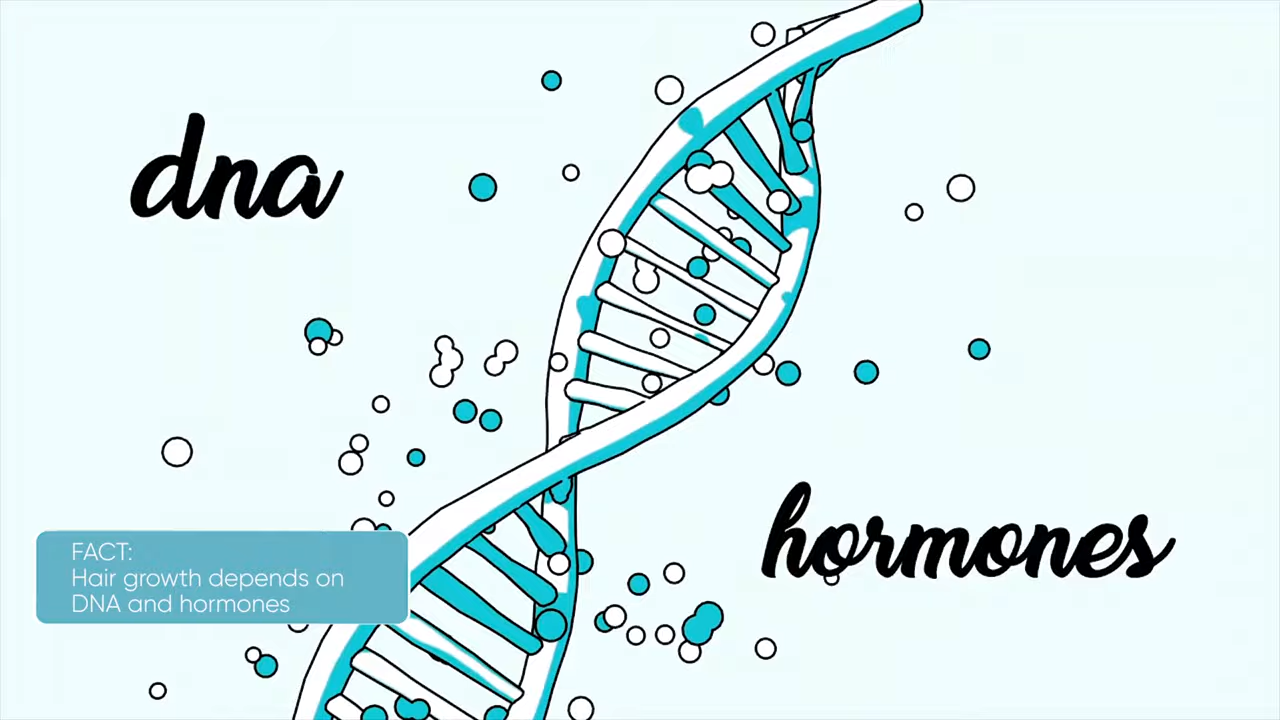 dna
hormones
FACT:
Hair growth depends on
DNA and hormones